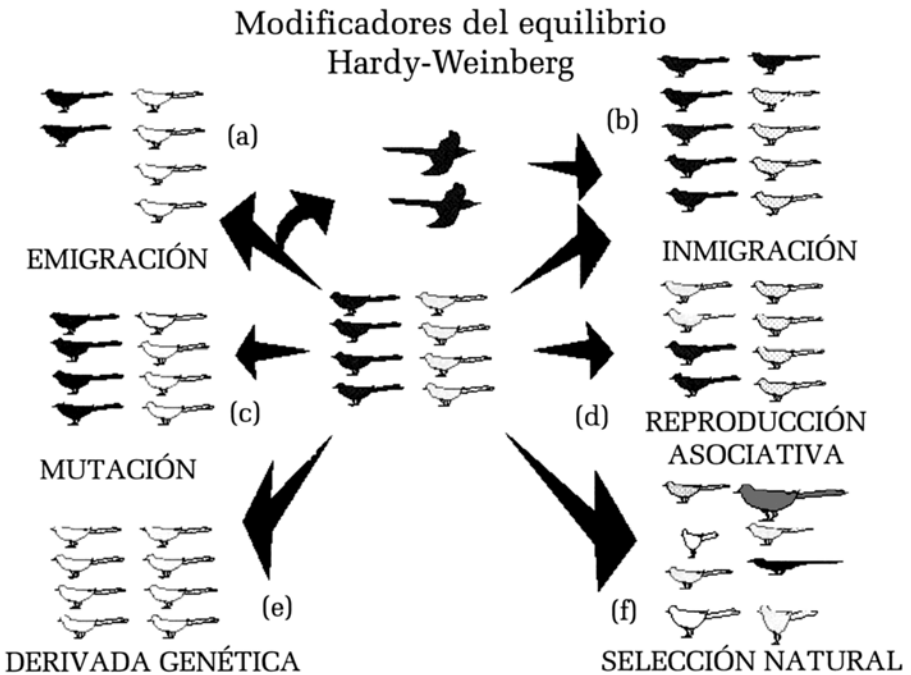 Modificadores del equilibrio
Hardy-Weinberg
(a)
(b)
EMIGRACIÓN
INMIGRACIÓN
(c)
(d)
MUTACIÓN
REPRODUCCIÓN
ASOCIATIVA
(e)
(f)
DERIVADA GENÉTICA
SELECCIÓN NATURAL